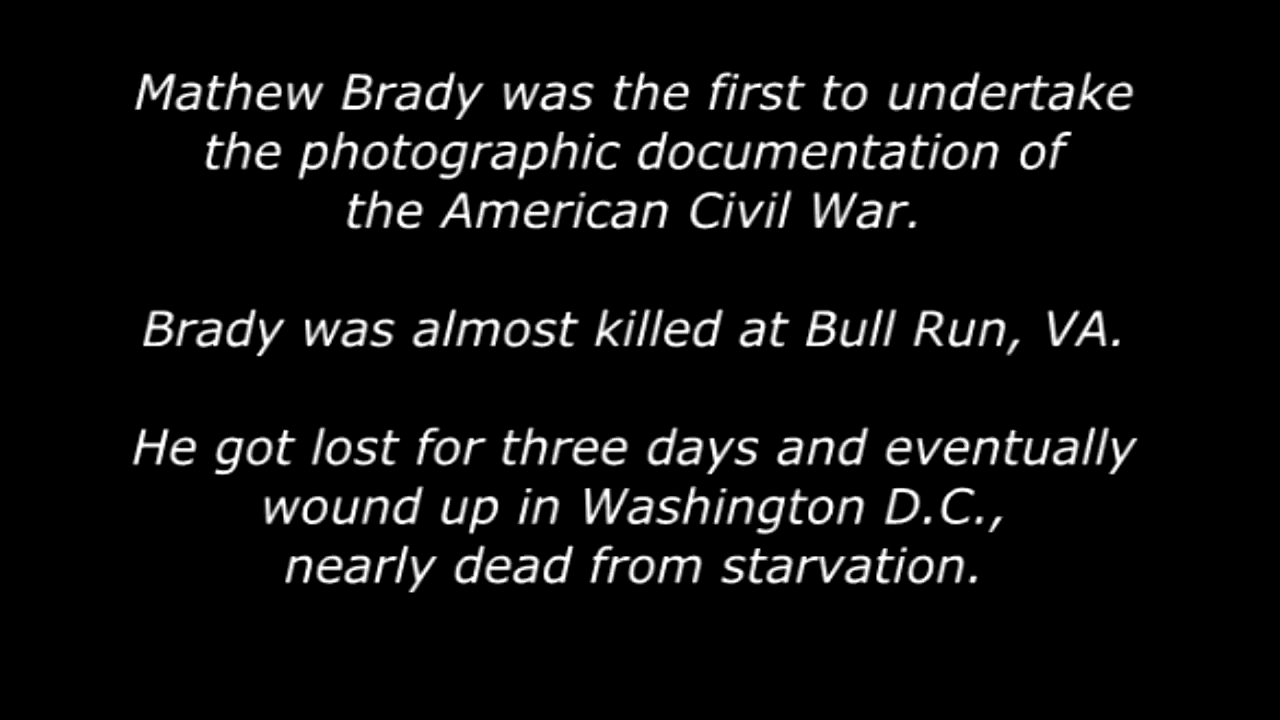 Mathew Brady was the first to undertake
the photographic documentation of
the American Civil War.
Brady was almost killed at Bull Run, VA.
He got lost for three days and eventually
wound up in Washington D.C.,
nearly dead from starvation.